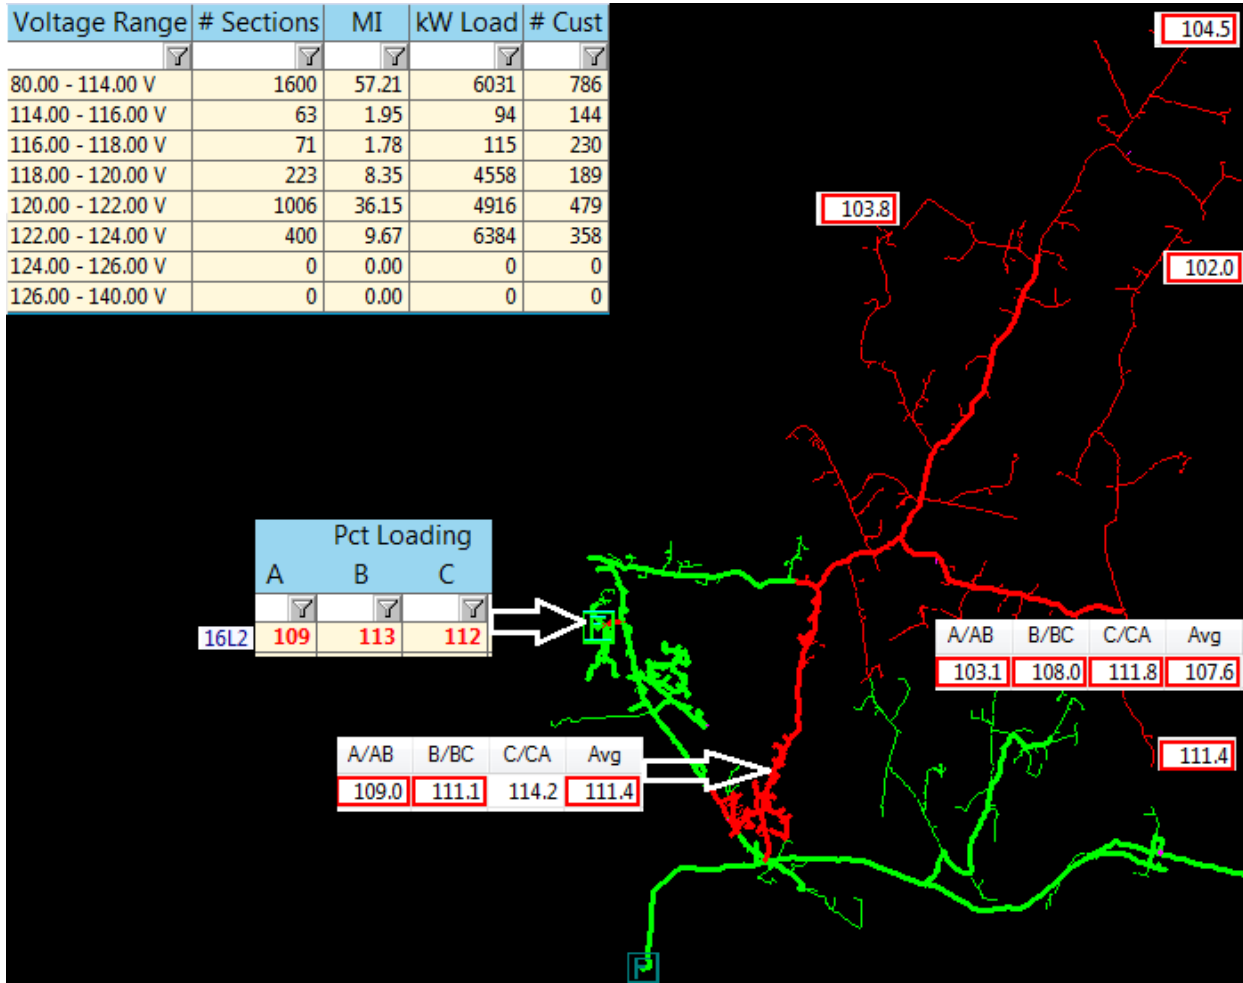 Voltage Range # Sections MI kW Load # Cust
80.00 - 114.00 V 1600 57.21 6031 786
114.00 - 116.00 V 63 1.95 94 144
116.00 - 118.00 V 71 1.78 115 230
118.00 - 120.00 V 223 8.35 4558 189
120.00 - 122.00 V 1006 36.15 4916 479
122.00 - 124.00 V 400 9.67 6384 358
124.00 - 126.00 V 0 0.00 0 0
126.00 - 140.00 V 0 0.00 0 0
104.5
103.8
102.0
Pct Loading
A B C
16L2 109 113 112
A/AB B/BC C/CA Avg
103.1 108.0 111.8 107.6
111.4
A/AB B/BC C/CA Avg
109.0 111.1 114.2 111.4